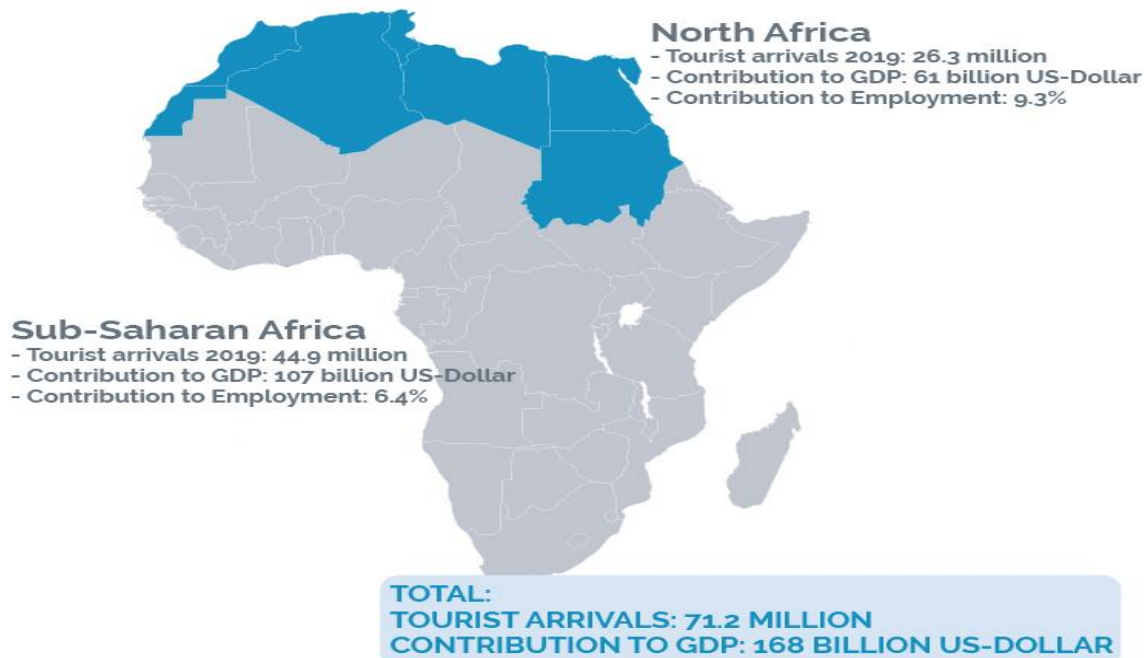 North Africa
- Tourist arrivals 2019: 26.3 million
- Contribution to GDP: 61 billion US-Dollar
- Contribution to Employment: 9.3%
Sub-Saharan Africa
- Tourist arrivals 2019: 44.9 million
- Contribution to GDP: 107 billion US-Dollar
- Contribution to Employment: 6.4%
TOTAL:
TOURIST ARRIVALS: 71.2 MILLION
CONTRIBUTION TO GDP: 168 BILLION US-DOLLAR